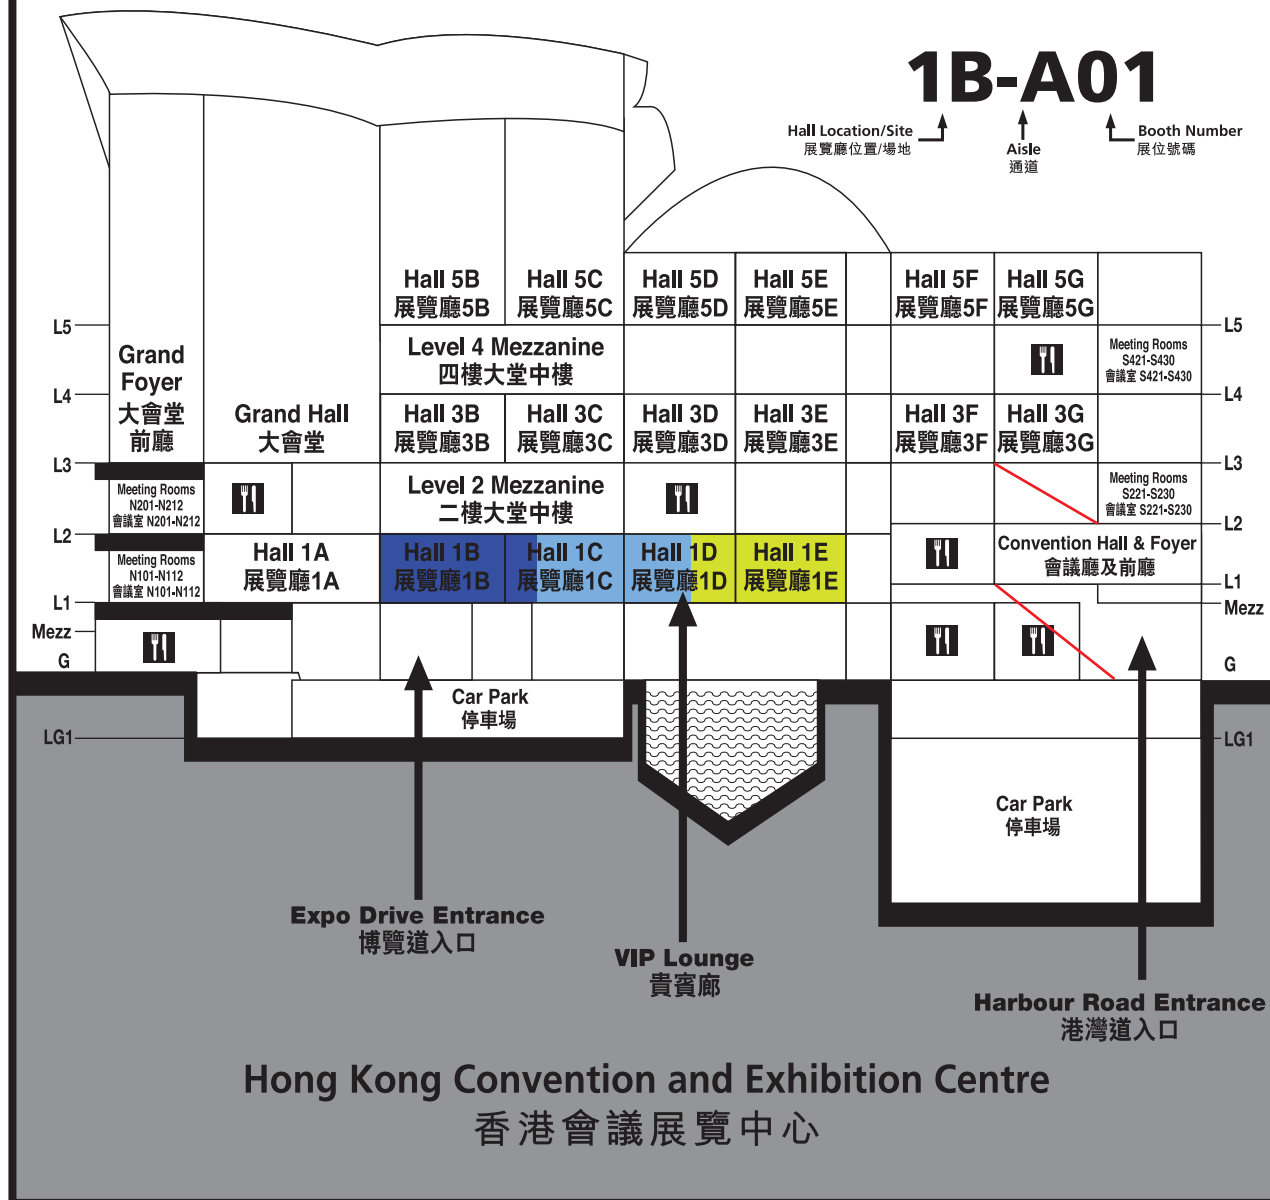 1B-A01
Hall Location/Site
展覽廳位置/場地
Aisle
通道
Booth Number
展位號碼
Hall 5B
展覽廳5B
Hall 5C
展覽廳5C
Hall 5D
展覽廳5D
Hall 5E
展覽廳5E
Hall 5F
展覽廳5F
Hall 5G
展覽廳5G
L5
L5
Level 4 Mezzanine
四樓大堂中樓
Meeting Rooms
S421-S430
會議室 S421-S430
Grand
Foyer
大會堂
前廳
L4
L4
Grand Hall
大會堂
Hall 3B
展覽廳3B
Hall 3C
展覽廳3C
Hall 3D
展覽廳3D
Hall 3E
展覽廳3E
Hall 3F
展覽廳3F
Hall 3G
展覽廳3G
L3
L3
Meeting Rooms
N201-N212
會議室 N201-N212
Level 2 Mezzanine
二樓大堂中樓
Meeting Rooms
S221-S230
會議室 S221-S230
L2
L2
Meeting Rooms
N101-N112
會議室 N101-N112
Hall 1A
展覽廳1A
Hall 1B
展覽廳1B
Hall 1C
展覽廳1C
Hall 1D
展覽廳1D
Hall 1E
展覽廳1E
Convention Hall & Foyer
會議廳及前廳
L1
L1
Mezz
Mezz
G
G
Car Park
停車場
LG1
LG1
Car Park
停車場
Expo Drive Entrance
博覽道入口
VIP Lounge
貴賓廊
Harbour Road Entrance
港灣道入口
Hong Kong Convention and Exhibition Centre
香港會議展覽中心